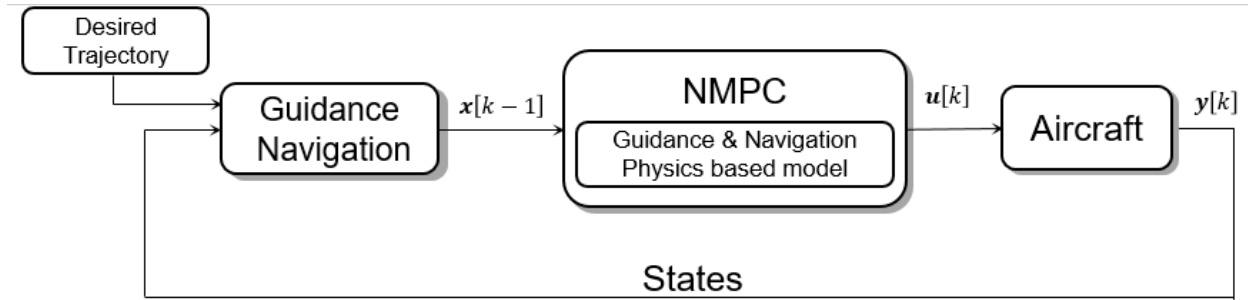 Desired
Trajectory
Guidance
Navigation
x[k − 1]
NMPC
Guidance & Navigation
Physics based model
u[k]
Aircraft
y[k]
States